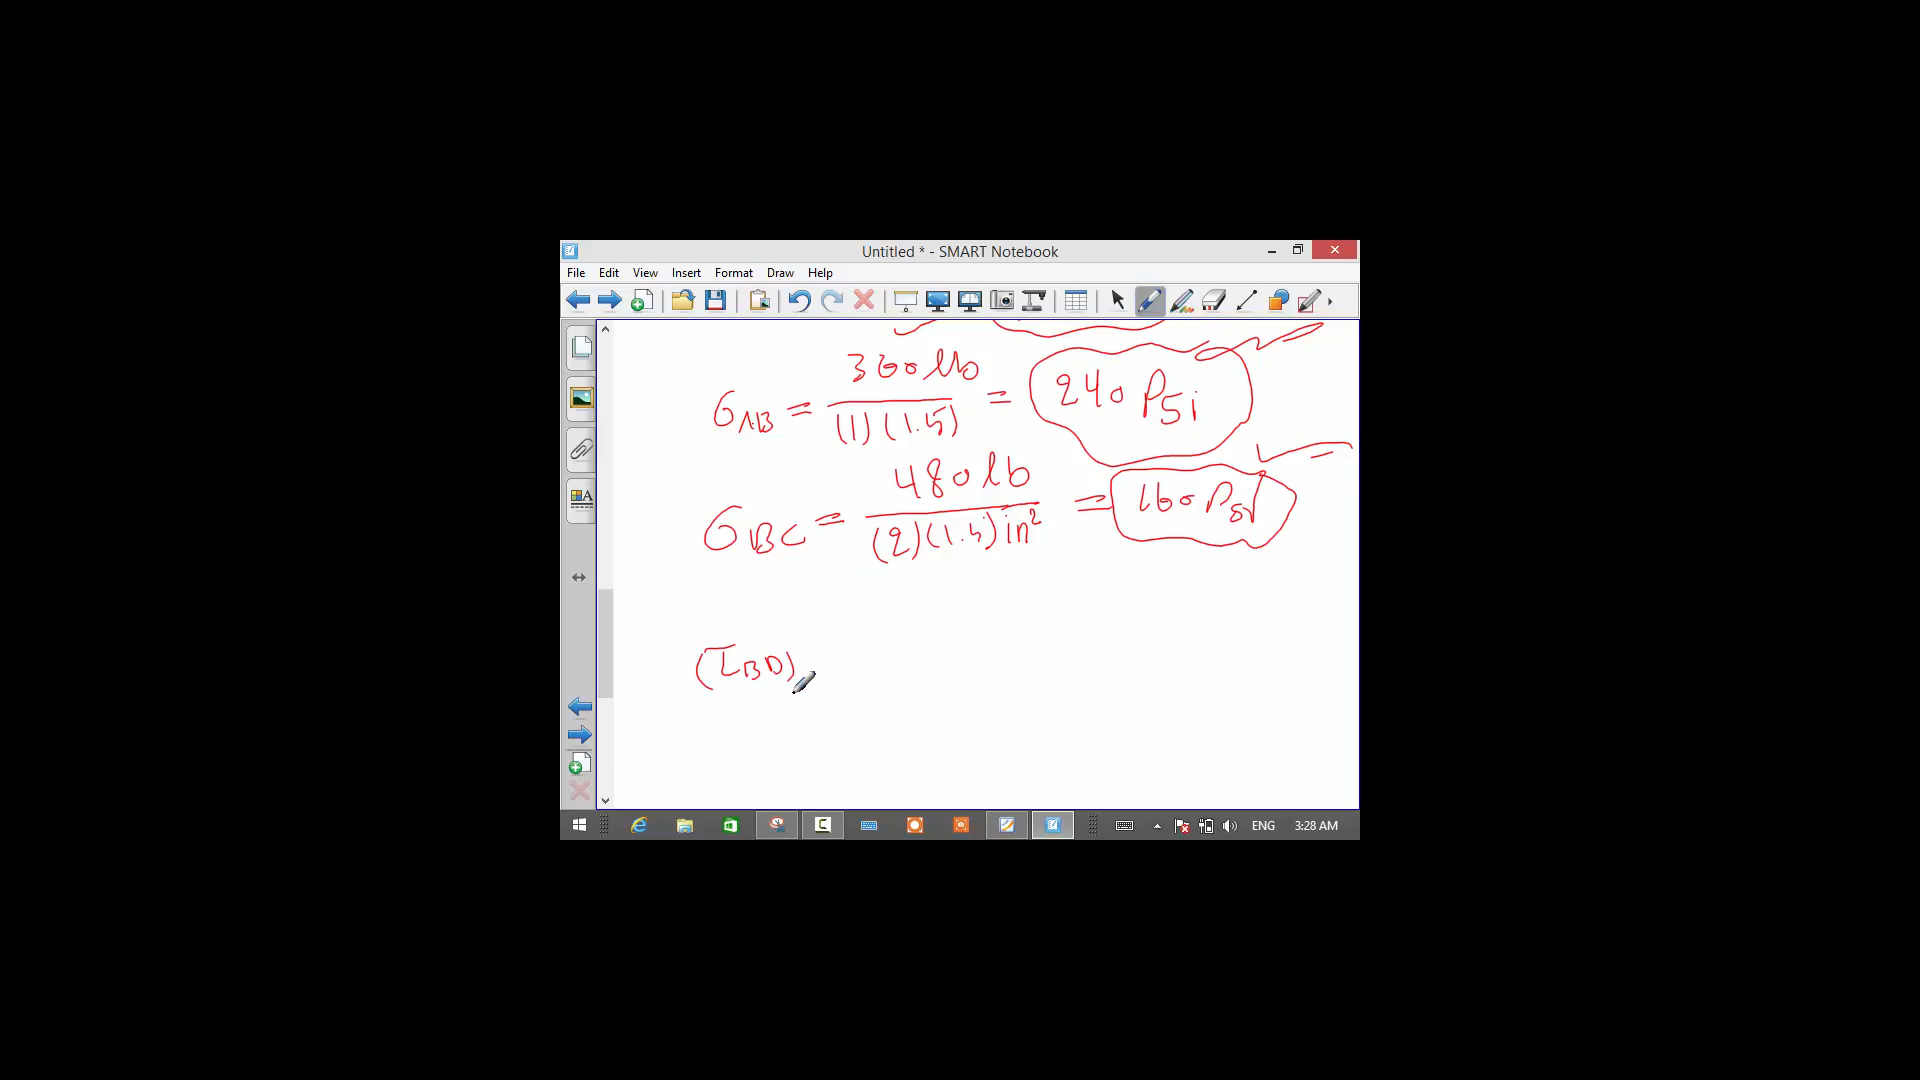 Untitled * - SMART Notebook
File Edit View Insert Format Draw Help
σAB = 360 lb / (1)(1.5) = 240 Psi
σBC = 480 lb / (2)(1.5) in² = 160 Psi
(τBD)
ENG 3:28 AM